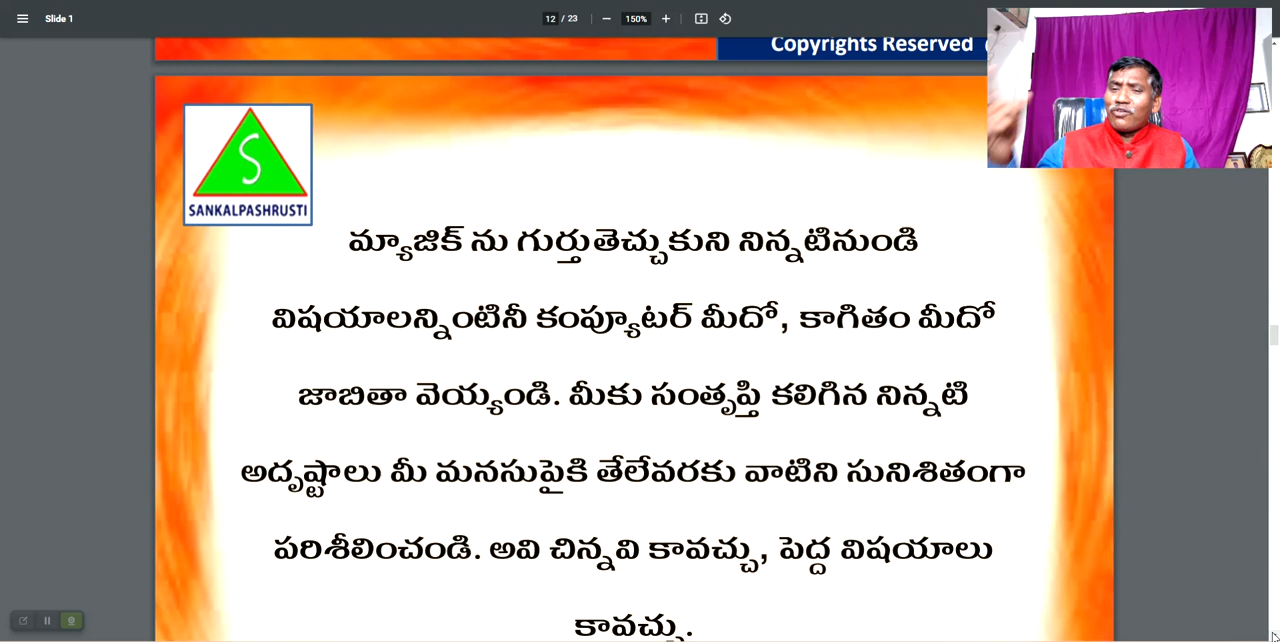 Slide 1
12 / 23
150%
Copyrights Reserved
S
SANKALPASHRUSTI
మ్యాజిక్ ను గుర్తుతెచ్చుకుని నిన్నటినుండి
విషయాలన్నింటినీ కంప్యూటర్ మీదో, కాగితం మీదో
జాబితా వెయ్యండి. మీకు సంతృప్తి కలిగిన నిన్నటి
అదృష్టాలు మీ మనసుపైకి తేలేవరకు వాటిని సునిశితంగా
పరిశీలించండి. అవి చిన్నవి కావచ్చు, పెద్ద విషయాలు
కావచ్చు.